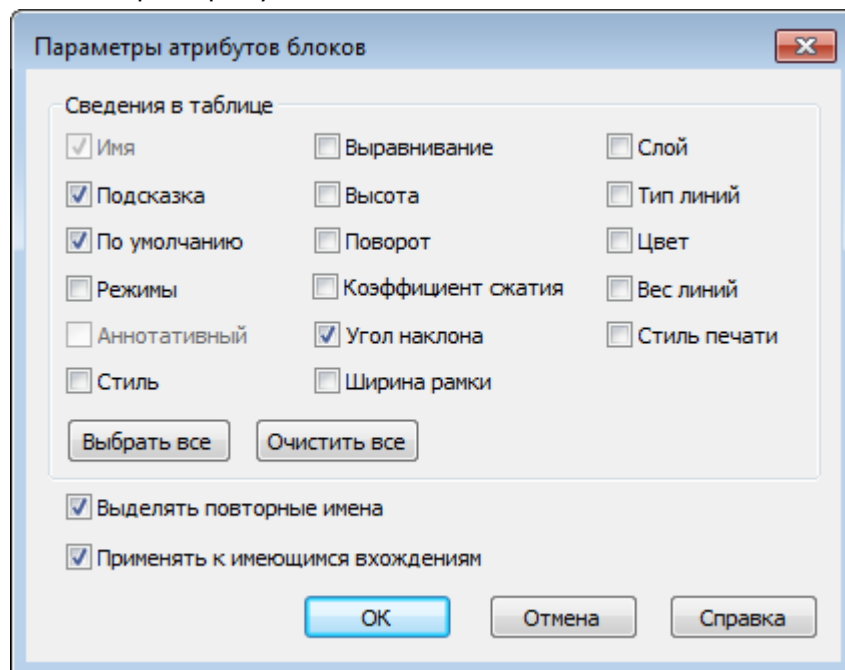 Параметры атрибутов блоков
Сведения в таблице
Имя
Выравнивание
Слой
Подсказка
Высота
Тип линий
По умолчанию
Поворот
Цвет
Режимы
Коэффициент сжатия
Вес линий
Аннотативный
Угол наклона
Стиль печати
Стиль
Ширина рамки
Выбрать все
Очистить все
Выделять повторные имена
Применять к имеющимся вхождениям
ОК
Отмена
Справка